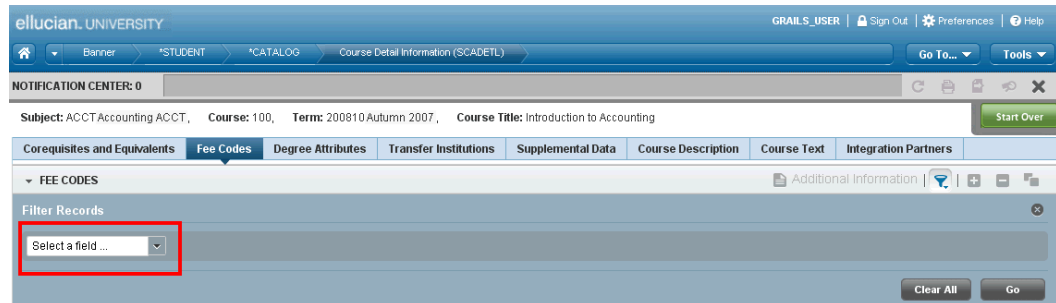 ellucian. UNIVERSITY GRAILS_USER Sign Out Preferences ? Help
Banner *STUDENT *CATALOG Course Detail Information (SCADETL) Go To... Tools
NOTIFICATION CENTER: 0
Subject: ACCT Accounting ACCT, Course: 100, Term: 200810 Autumn 2007, Course Title: Introduction to Accounting Start Over
Corequisites and Equivalents Fee Codes Degree Attributes Transfer Institutions Supplemental Data Course Description Course Text Integration Partners
FEE CODES Additional Information
Filter Records
Select a field ...
Clear All Go